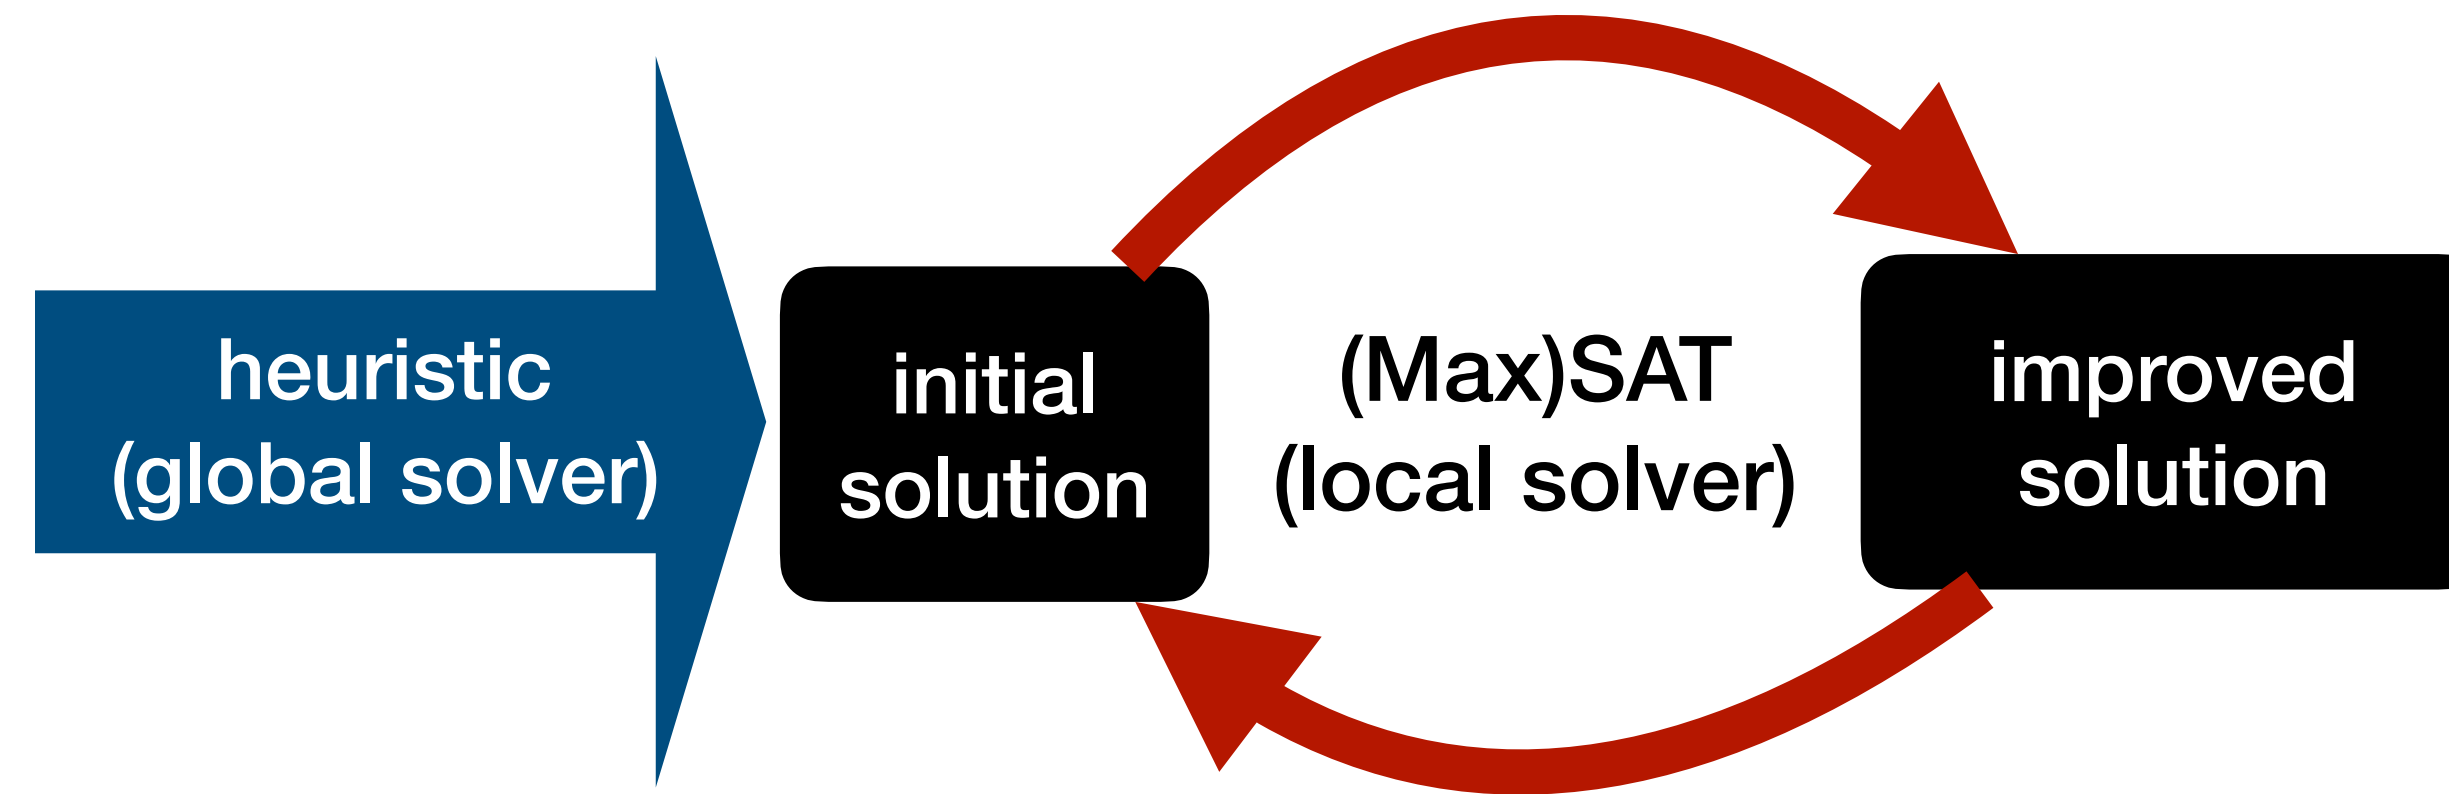 heuristic
(global solver)
initial
solution
(Max)SAT
(local solver)
improved
solution